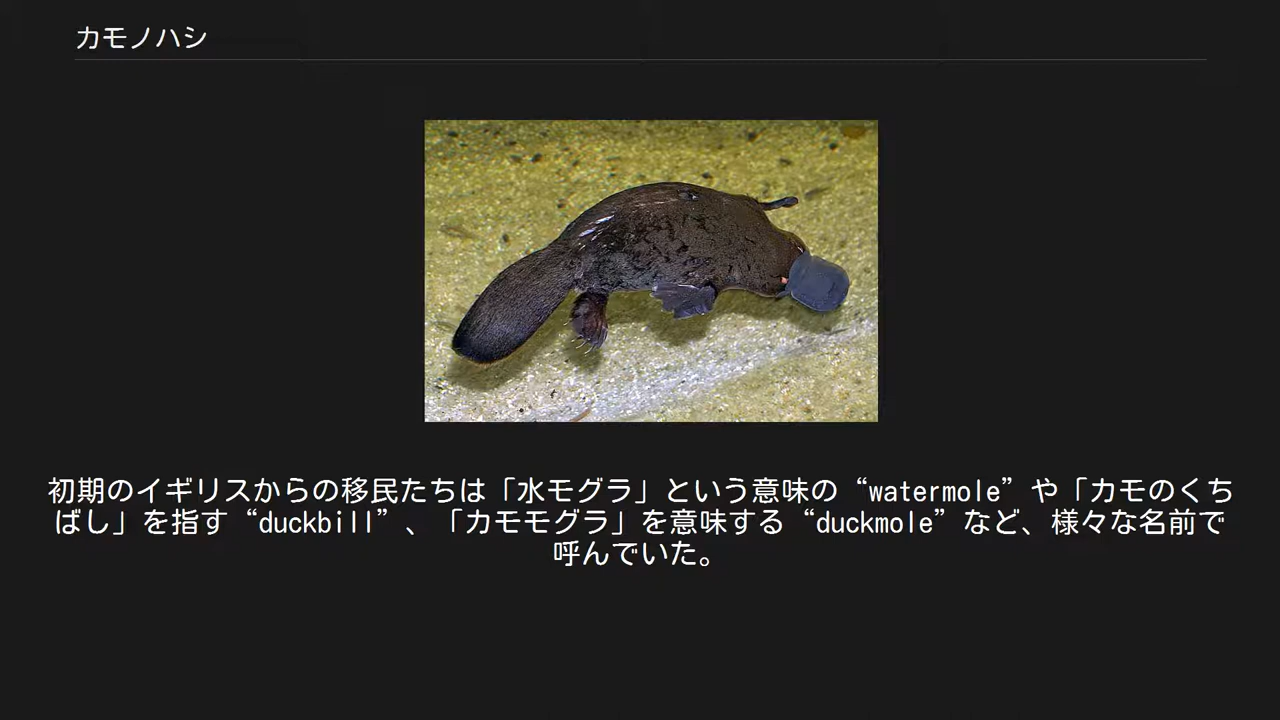 カモノハシ
初期のイギリスからの移民たちは「水モグラ」という意味の“watermole”や「カモのくち
ばし」を指す“duckbill”、「カモモグラ」を意味する“duckmole”など、様々な名前で
呼んでいた。